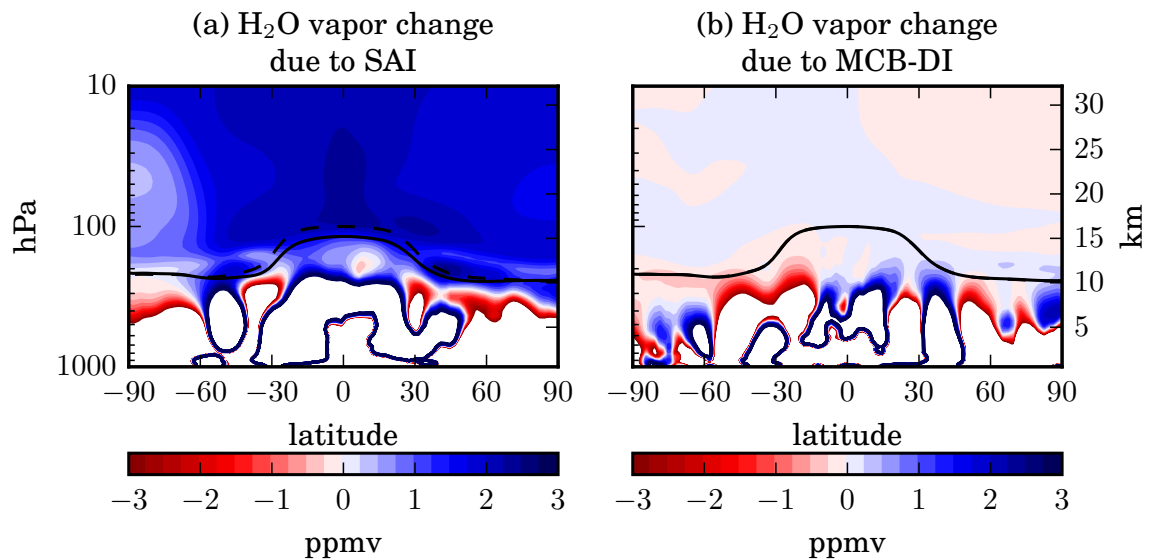 (a) H₂O vapor change
due to SAI
(b) H₂O vapor change
due to MCB-DI
hPa
10
100
1000
−90 −60 −30 0 30 60 90
latitude
−3 −2 −1 0 1 2 3
ppmv
30
25
20
15
10
5
km
−90 −60 −30 0 30 60 90
latitude
−3 −2 −1 0 1 2 3
ppmv